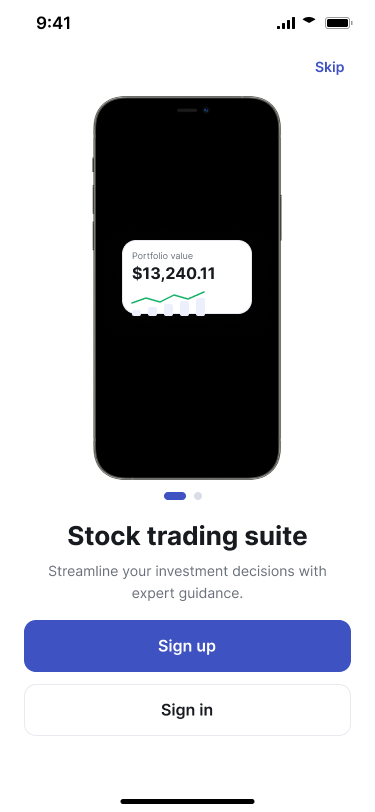 9:41
Skip
Portfolio value
$13,240.11
Stock trading suite
Streamline your investment decisions with
expert guidance.
Sign up
Sign in